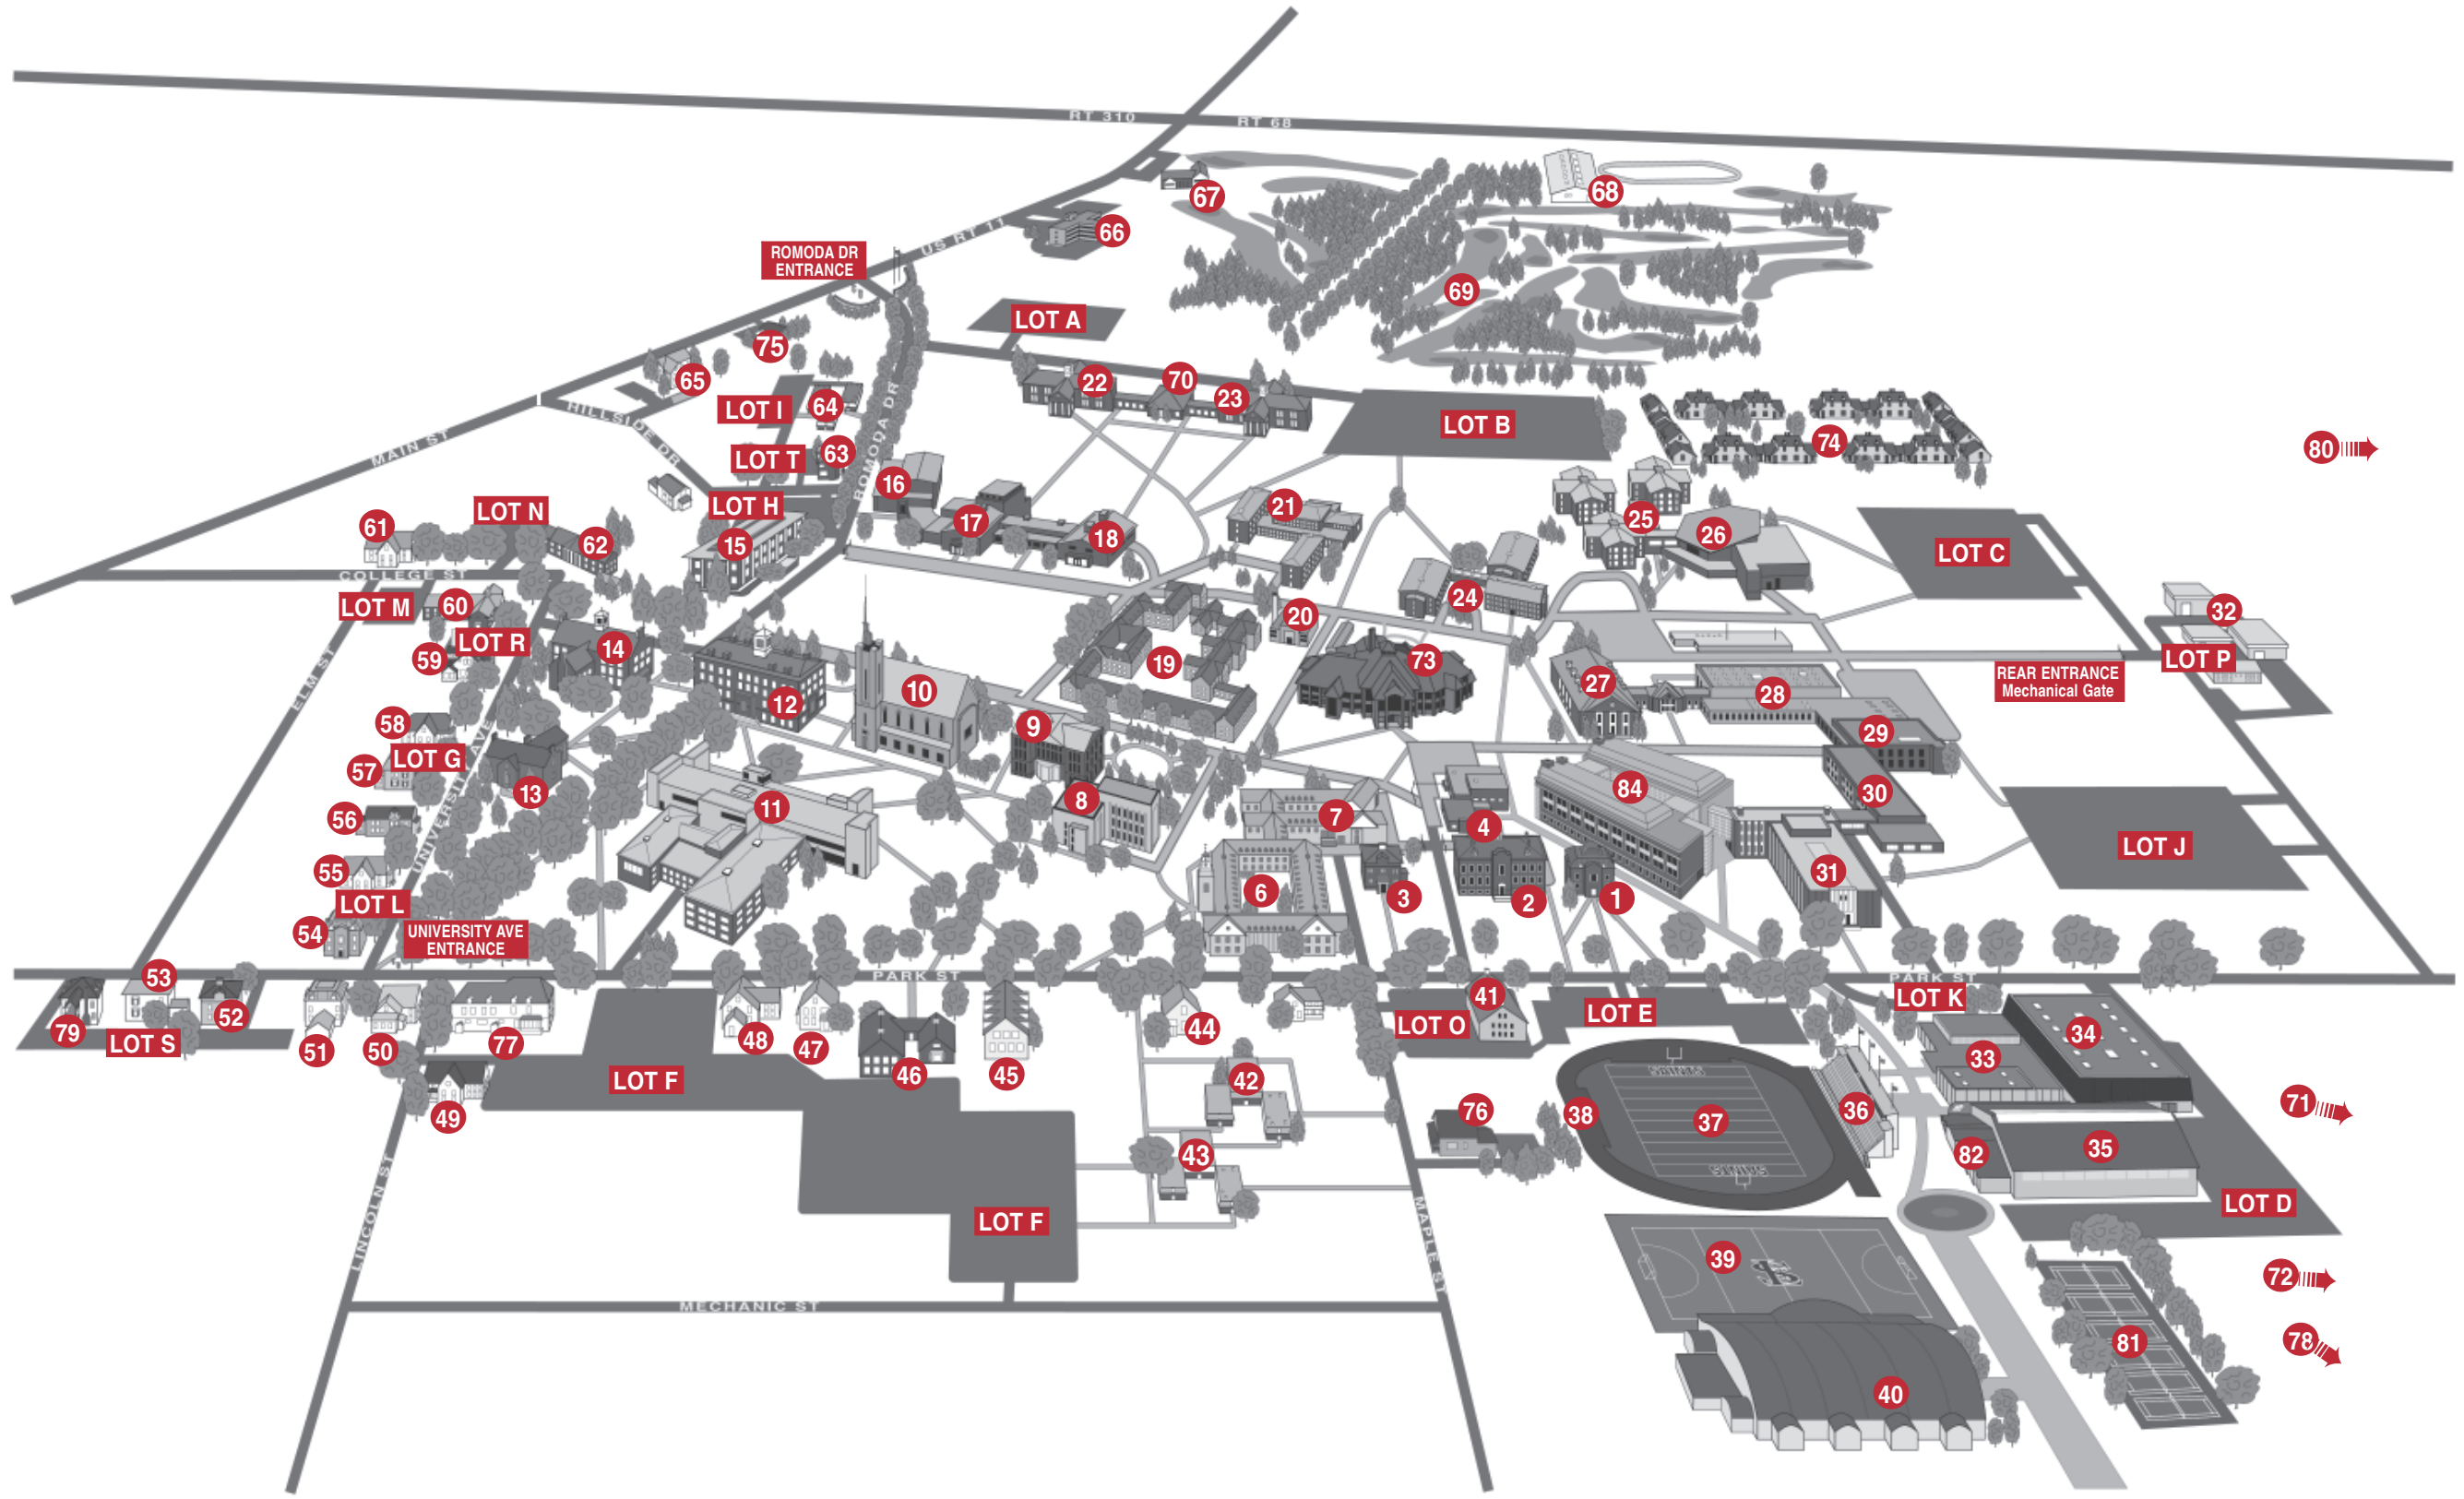 RT 310
RT 68
68
67
66
US RT 11
ROMODA DR
ENTRANCE
69
LOT A
75
65
22
70
23
LOT I
64
HILLSIDE DR
ROMODA DR
LOT B
74
80
MAIN ST
LOT T
63
16
LOT H
21
LOT N
61
62
15
17
18
25
26
LOT C
COLLEGE ST
LOT M
60
24
20
32
LOT R
59
14
19
73
LOT P
REAR ENTRANCE
Mechanical Gate
ELM ST
12
10
27
28
58
9
29
LOT G
UNIVERSITY AVE
57
13
11
8
84
30
56
7
4
LOT J
55
31
6
3
2
1
LOT L
54
UNIVERSITY AVE
ENTRANCE
53
PARK ST
PARK ST
LOT K
41
79
52
LOT S
51
50
77
48
47
44
LOT O
LOT E
34
33
LOT F
46
45
42
49
76
38
37
SAINTS
SAINTS
36
71
43
82
35
LINCOLN ST
LOT F
MAPLE ST
LOT D
39
72
MECHANIC ST
81
78
40